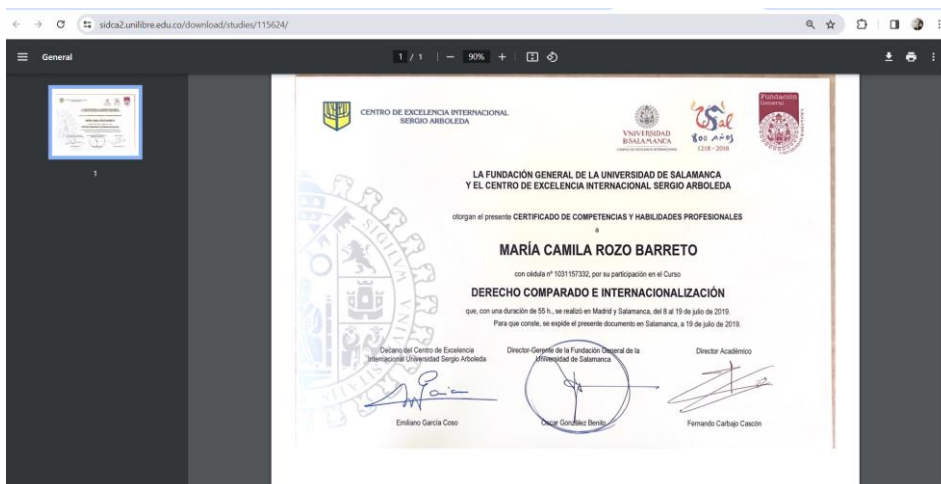 sidca2.unilibre.edu.co/download/studies/115624/
General
1 / 1
90%
1
CENTRO DE EXCELENCIA INTERNACIONAL
SERGIO ARBOLEDA
VNiVERSiDAD
D SALAMANCA
800 AÑOS
1218 - 2018
Fundación
General
LA FUNDACIÓN GENERAL DE LA UNIVERSIDAD DE SALAMANCA
Y EL CENTRO DE EXCELENCIA INTERNACIONAL SERGIO ARBOLEDA
otorgan el presente CERTIFICADO DE COMPETENCIAS Y HABILIDADES PROFESIONALES
a
MARÍA CAMILA ROZO BARRETO
con cédula nº 1031157332, por su participación en el Curso
DERECHO COMPARADO E INTERNACIONALIZACIÓN
que, con una duración de 55 h., se realizó en Madrid y Salamanca, del 8 al 19 de julio de 2019.
Para que conste, se expide el presente documento en Salamanca, a 19 de julio de 2019.
Decano del Centro de Excelencia
Internacional Universidad Sergio Arboleda
Director-Gerente de la Fundación General de la
Universidad de Salamanca
Director Académico
Emiliano García Coso
Óscar González Benito
Fernando Carbajo Cascón